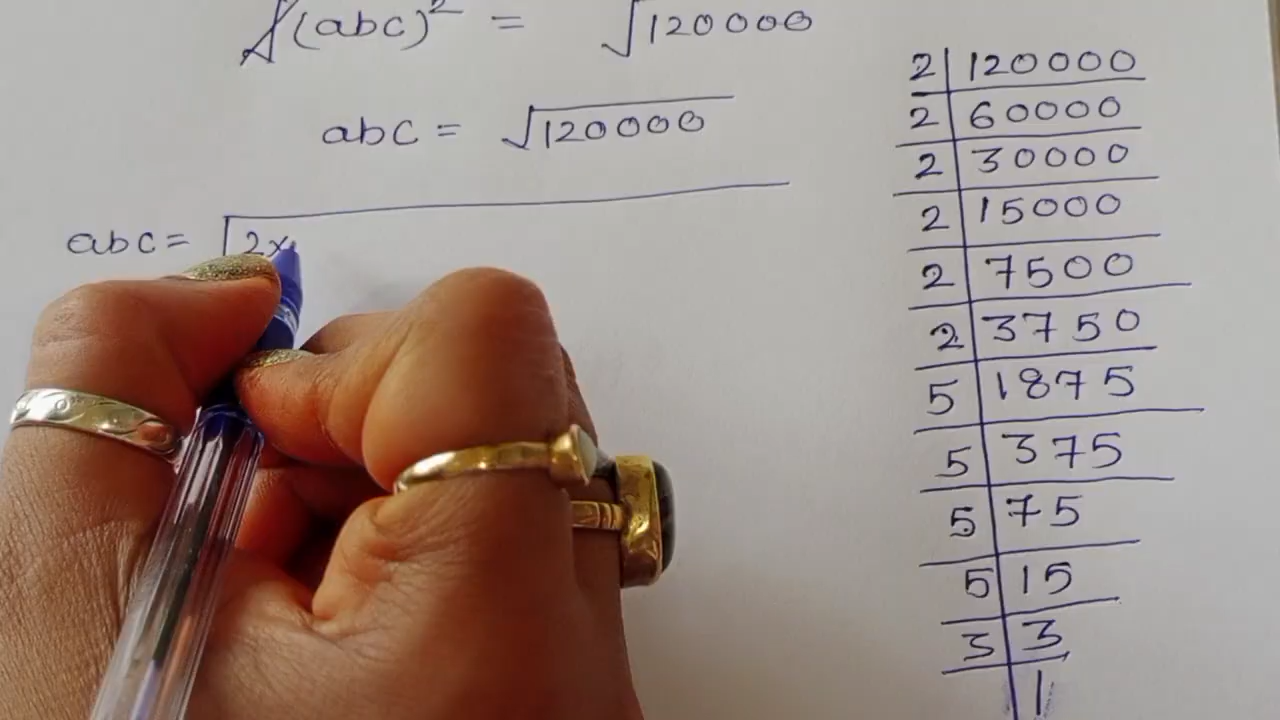 √(abc)² = √120000
abc = √120000
abc = √2×
2 | 120000
2 | 60000
2 | 30000
2 | 15000
2 | 7500
2 | 3750
5 | 1875
5 | 375
5 | 75
5 | 15
3 | 3
| 1